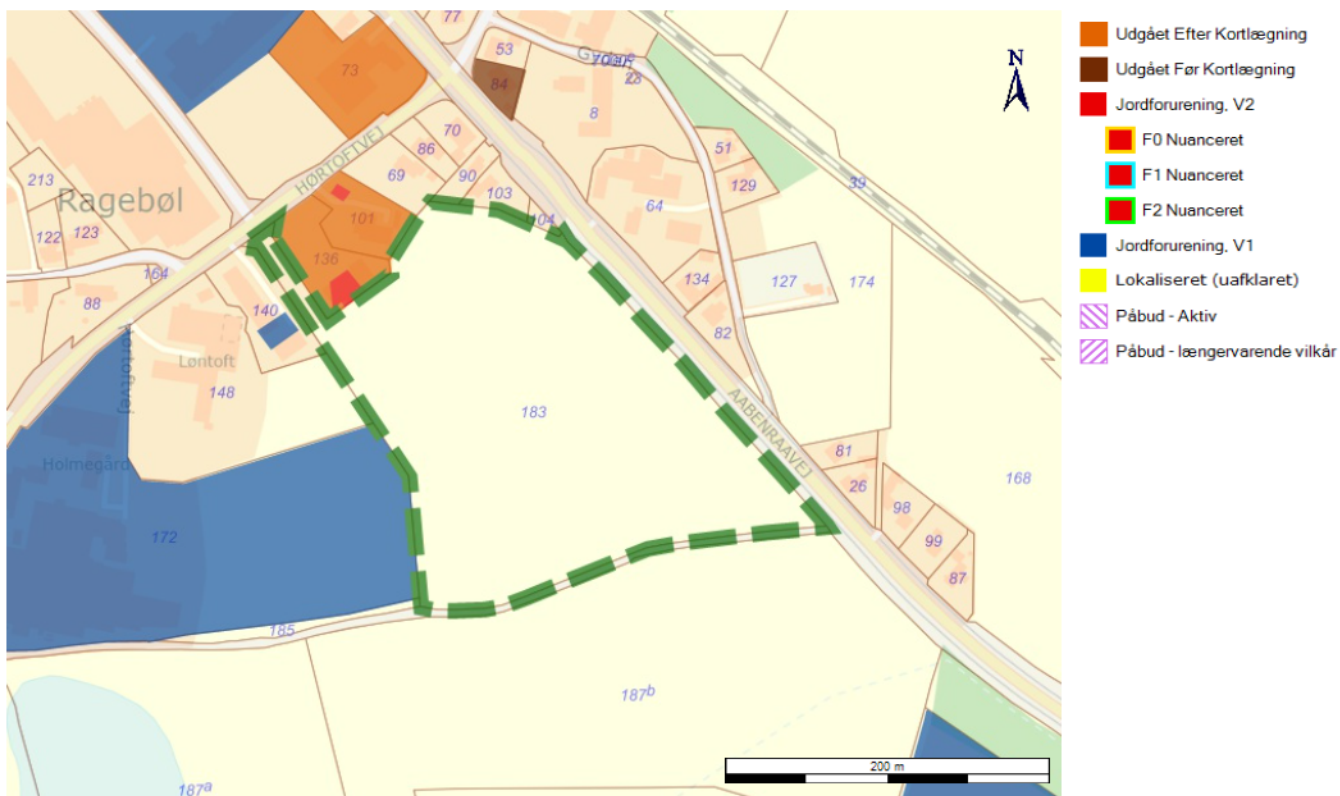 77
53
Gyden
23
73
84
8
HØRTOFTVEJ
70
86
69
90
103
104
51
129
39
213
Ragebøl
122
123
101
64
136
164
140
88
134
127
174
82
Hørtoftvej
Løntoft
148
183
AABENRAAVEJ
81
26
98
99
87
168
Holmegård
172
185
187b
187a
N
200 m
Udgået Efter Kortlægning
Udgået Før Kortlægning
Jordforurening, V2
F0 Nuanceret
F1 Nuanceret
F2 Nuanceret
Jordforurening, V1
Lokaliseret (uafklaret)
Påbud - Aktiv
Påbud - længervarende vilkår